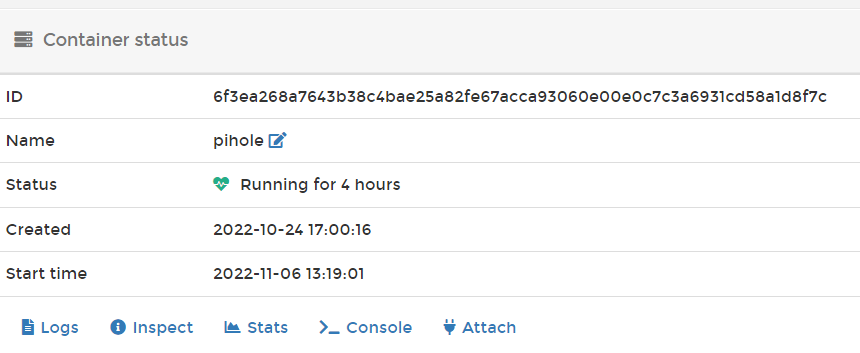 Container status
ID 6f3ea268a7643b38c4bae25a82fe67acca93060e00e0c7c3a6931cd58a1d8f7c
Name pihole
Status Running for 4 hours
Created 2022-10-24 17:00:16
Start time 2022-11-06 13:19:01
Logs Inspect Stats Console Attach